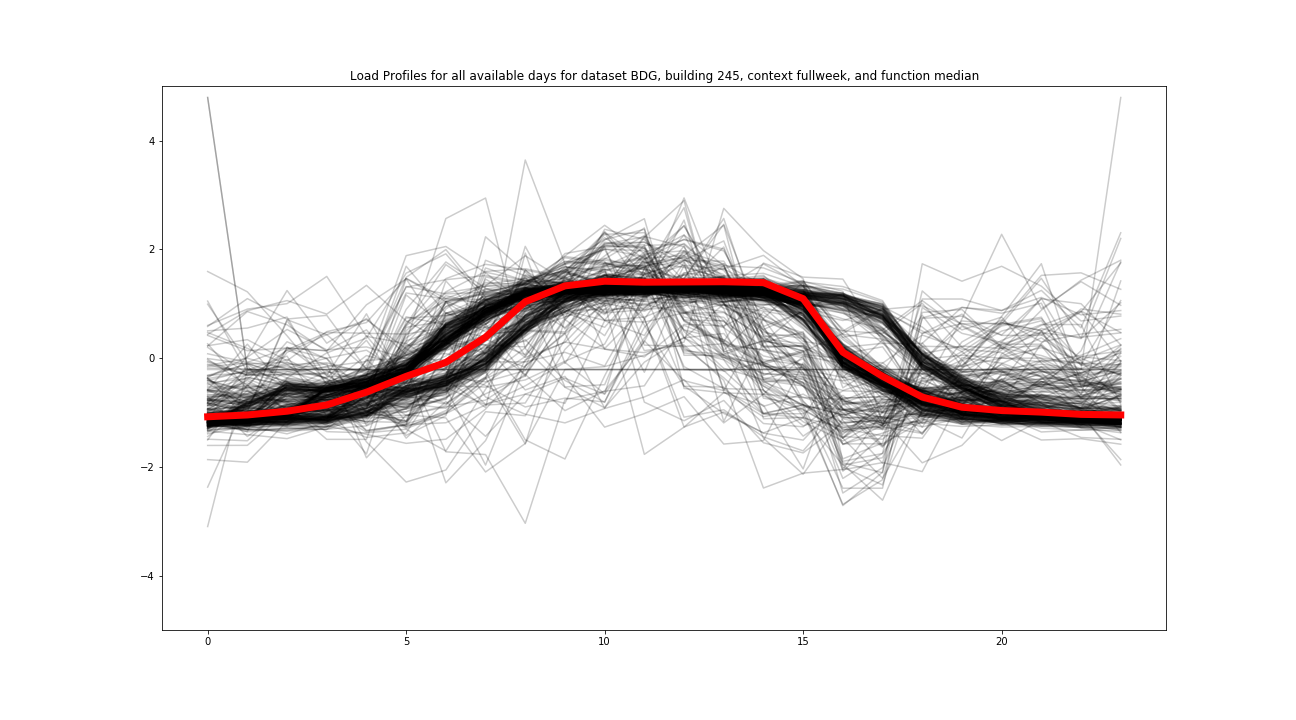 Load Profiles for all available days for dataset BDG, building 245, context fullweek, and function median
4
2
0
−2
−4
0 5 10 15 20